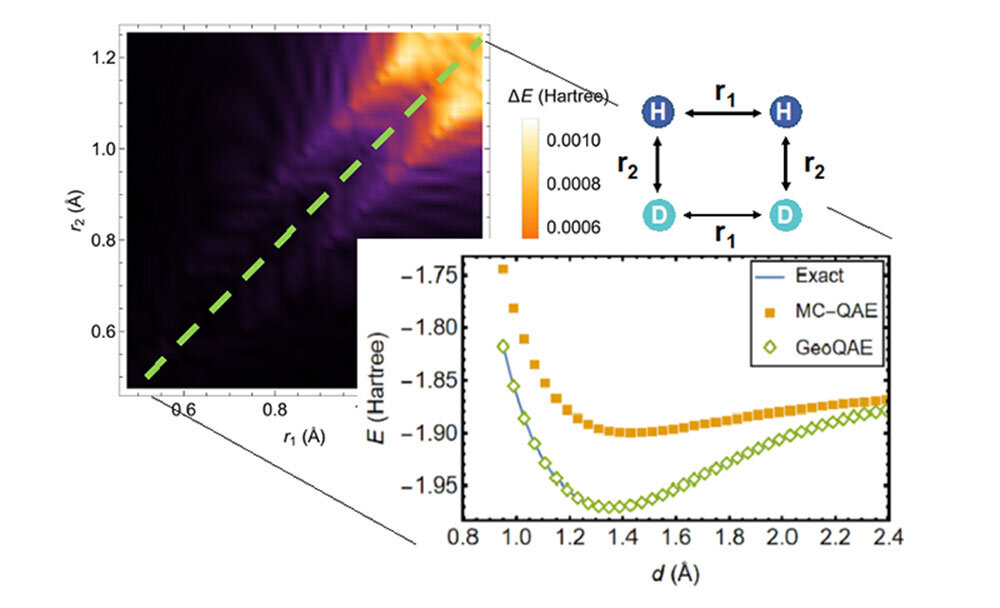 1.2
1.0
0.8
0.6
r2 (Å)
0.6
0.8
r1 (Å)
ΔE (Hartree)
0.0010
0.0008
0.0006
H
r1
H
r2
r2
D
r1
D
−1.75
−1.80
−1.85
−1.90
−1.95
E (Hartree)
Exact
MC−QAE
GeoQAE
0.8 1.0 1.2 1.4 1.6 1.8 2.0 2.2 2.4
d (Å)